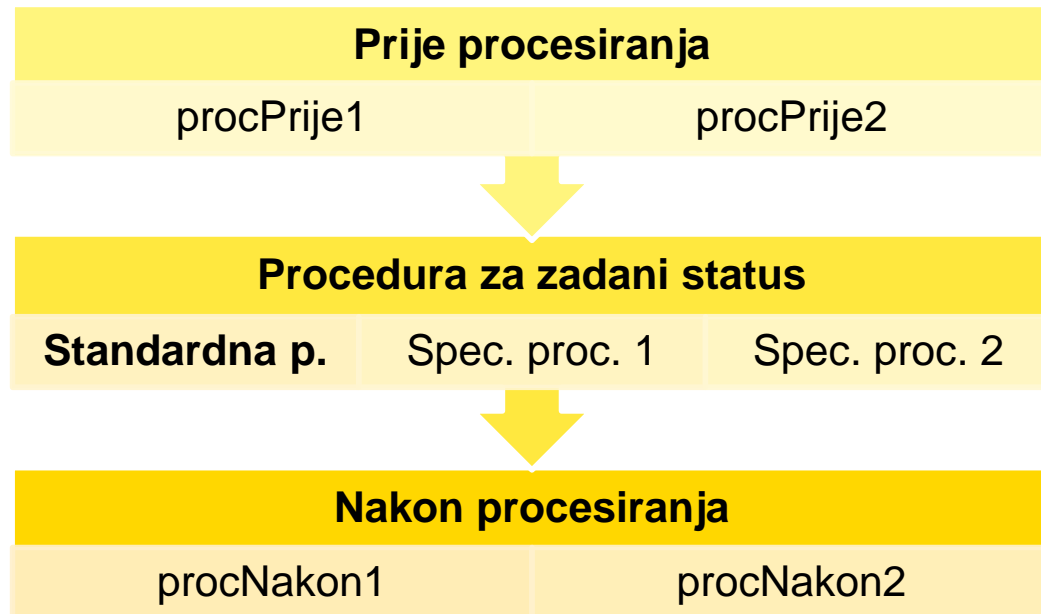 Prije procesiranja
procPrije1 procPrije2
Procedura za zadani status
Standardna p. Spec. proc. 1 Spec. proc. 2
Nakon procesiranja
procNakon1 procNakon2